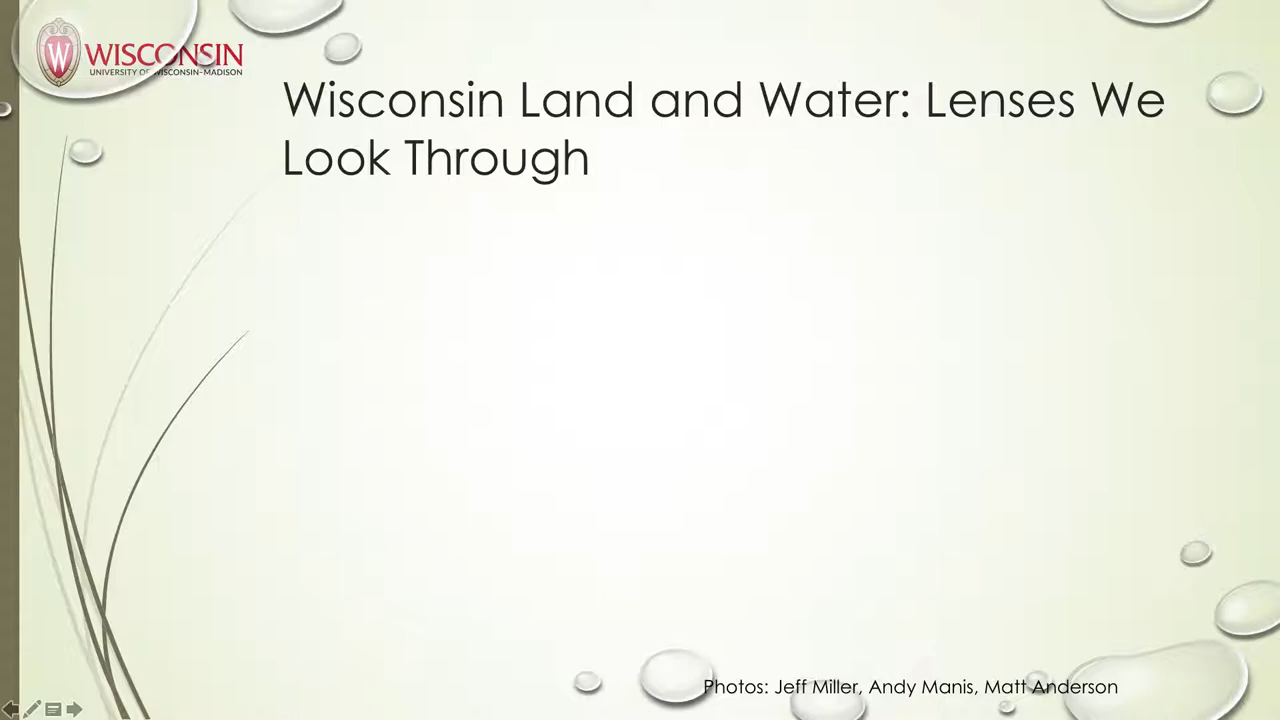 W
WISCONSIN
UNIVERSITY OF WISCONSIN–MADISON
Wisconsin Land and Water: Lenses We
Look Through
Photos: Jeff Miller, Andy Manis, Matt Anderson